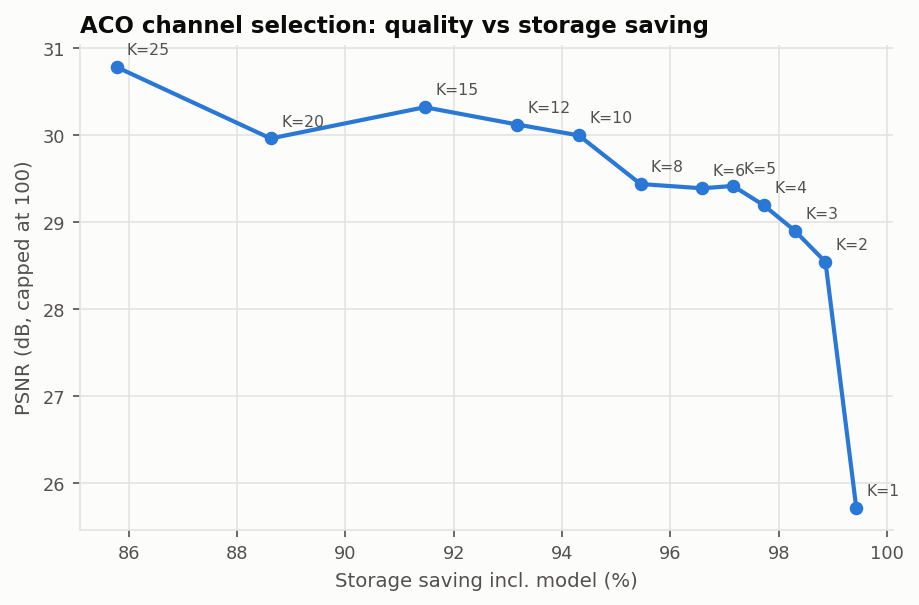 ACO channel selection: quality vs storage saving
PSNR (dB, capped at 100)
31
30
29
28
27
26
K=25
K=20
K=15
K=12
K=10
K=8
K=6
K=5
K=4
K=3
K=2
K=1
86 88 90 92 94 96 98 100
Storage saving incl. model (%)